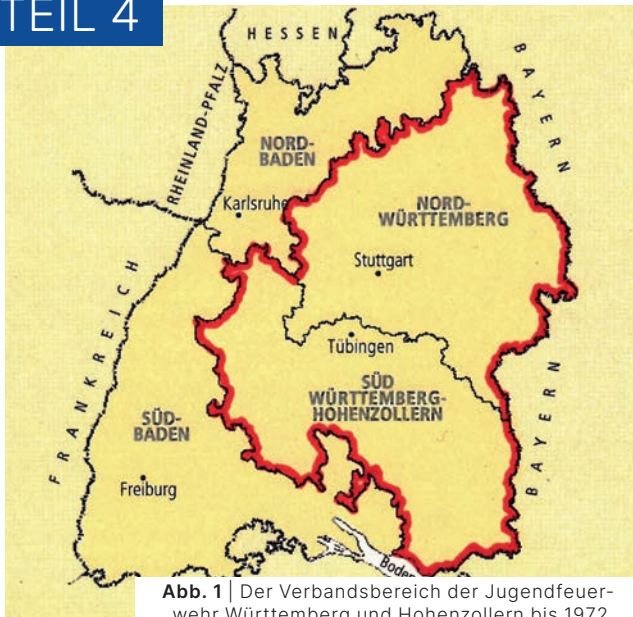 TEIL 4
HESSEN
BAYERN
RHEINLAND-PFALZ
NORD-
BADEN
Karlsruhe
NORD-
WÜRTTEMBERG
Stuttgart
FRANKREICH
Tübingen
SÜD
WÜRTTEMBERG-
HOHENZOLLERN
SÜD-
BADEN
BAYERN
Freiburg
Boden
Abb. 1 | Der Verbandsbereich der Jugendfeuer-
wehr Württemberg und Hohenzollern bis 1972